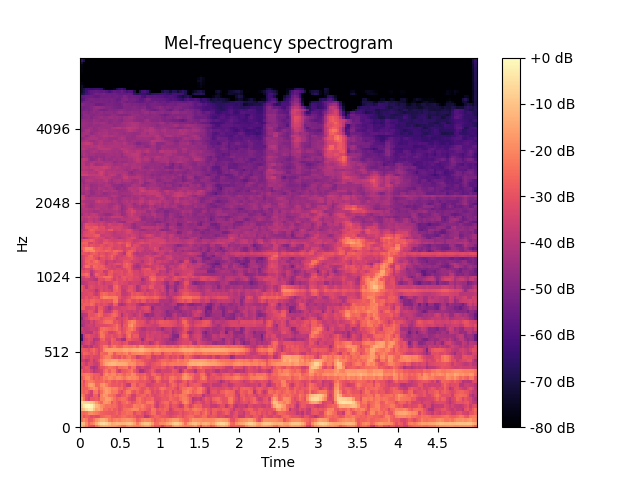 Mel-frequency spectrogram
Hz
4096
2048
1024
512
0
0 0.5 1 1.5 2 2.5 3 3.5 4 4.5
Time
+0 dB
-10 dB
-20 dB
-30 dB
-40 dB
-50 dB
-60 dB
-70 dB
-80 dB